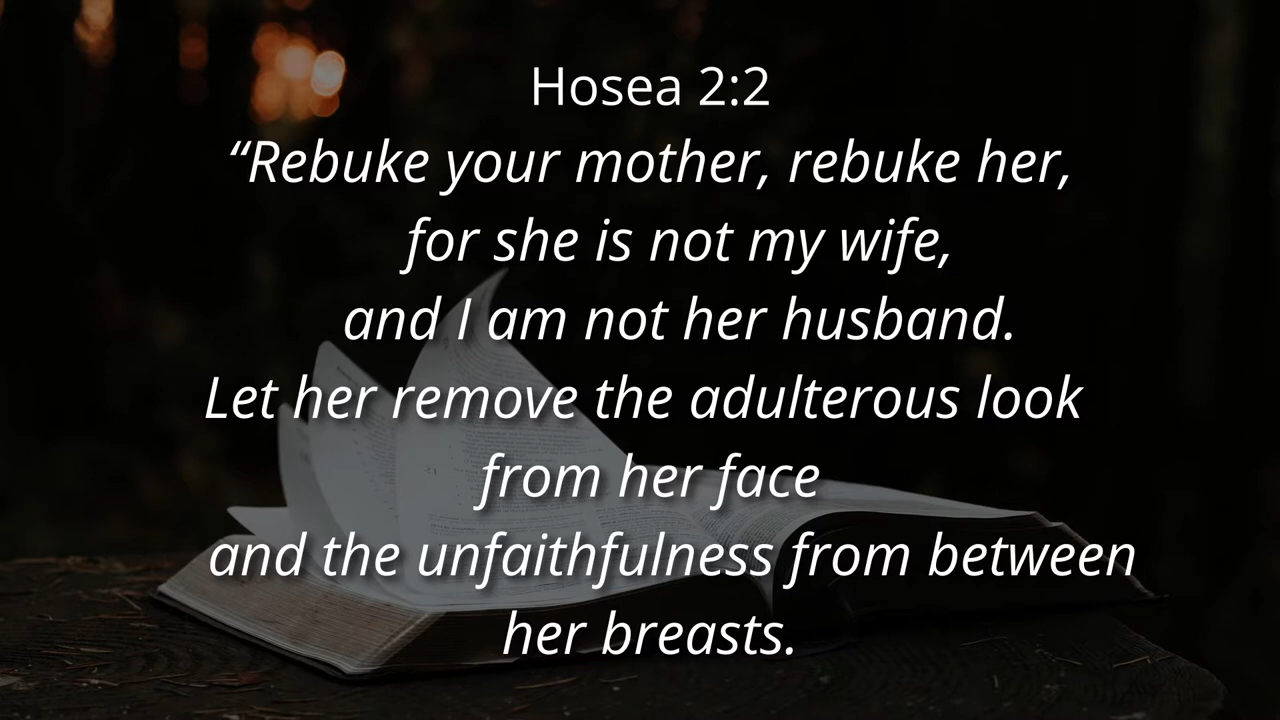 Hosea 2:2
“Rebuke your mother, rebuke her,
for she is not my wife,
and I am not her husband.
Let her remove the adulterous look
from her face
and the unfaithfulness from between
her breasts.